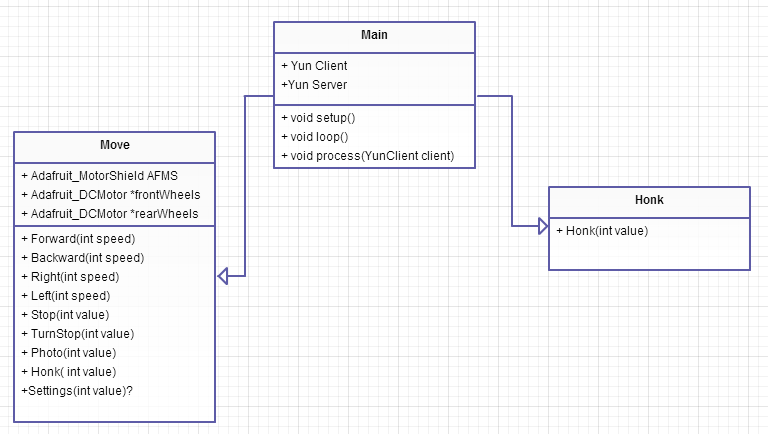 Main
+ Yun Client
+Yun Server
+ void setup()
+ void loop()
+ void process(YunClient client)
Move
+ Adafruit_MotorShield AFMS
+ Adafruit_DCMotor *frontWheels
+ Adafruit_DCMotor *rearWheels
+ Forward(int speed)
+ Backward(int speed)
+ Right(int speed)
+ Left(int speed)
+ Stop(int value)
+ TurnStop(int value)
+ Photo(int value)
+ Honk( int value)
+Settings(int value)?
Honk
+ Honk(int value)